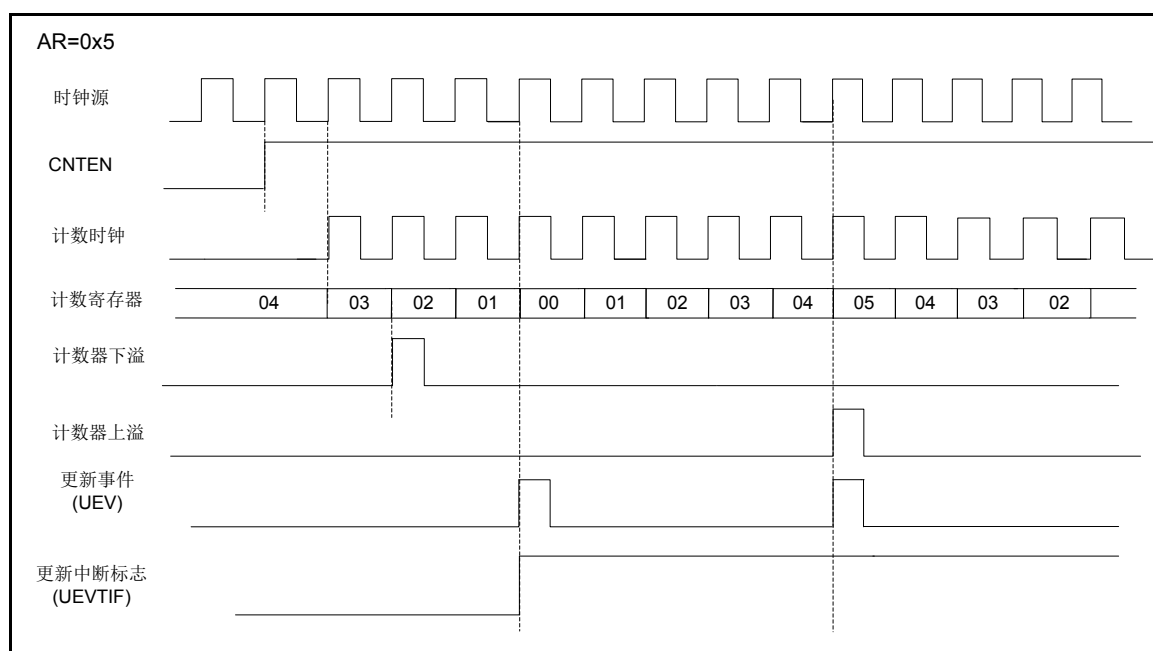 AR=0x5
时钟源
CNTEN
计数时钟
计数寄存器 04 03 02 01 00 01 02 03 04 05 04 03 02
计数器下溢
计数器上溢
更新事件
(UEV)
更新中断标志
(UEVTIF)